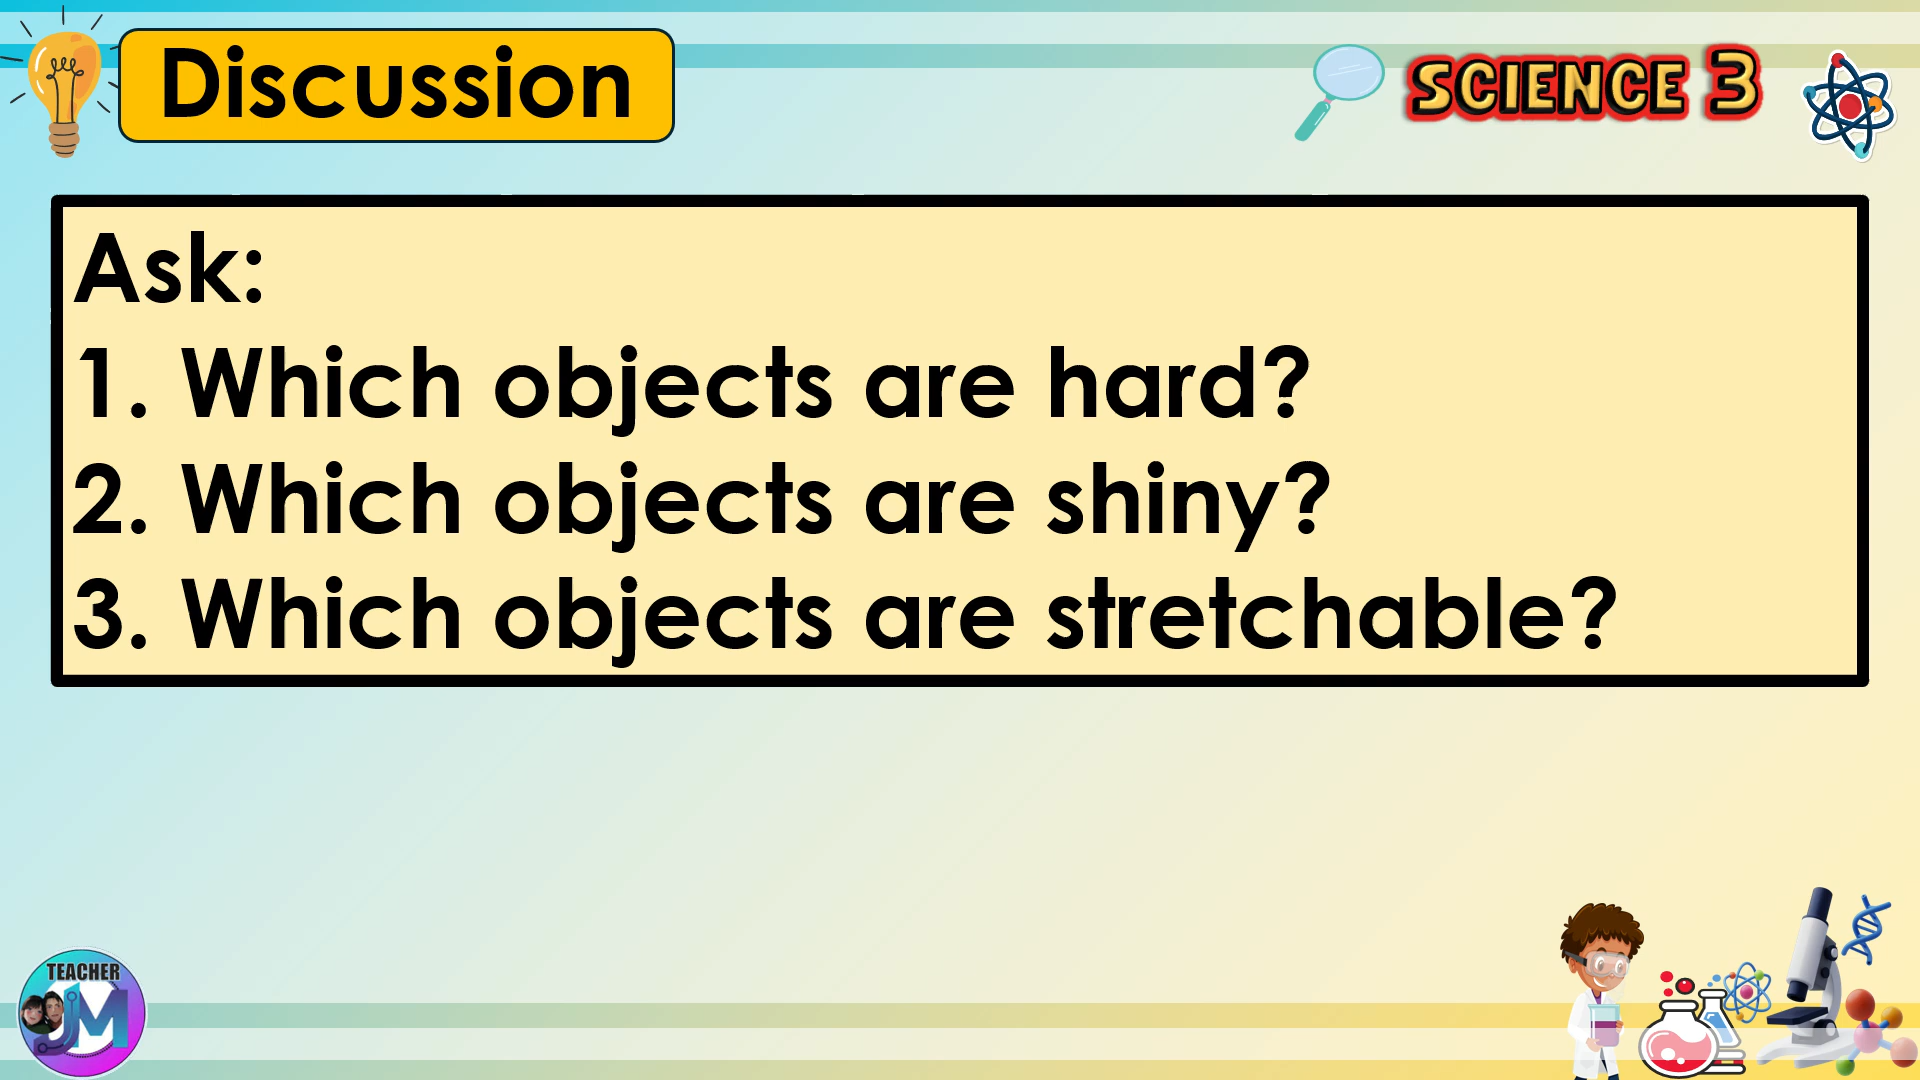 Discussion
SCIENCE 3
Ask:
1. Which objects are hard?
2. Which objects are shiny?
3. Which objects are stretchable?
TEACHER
JM